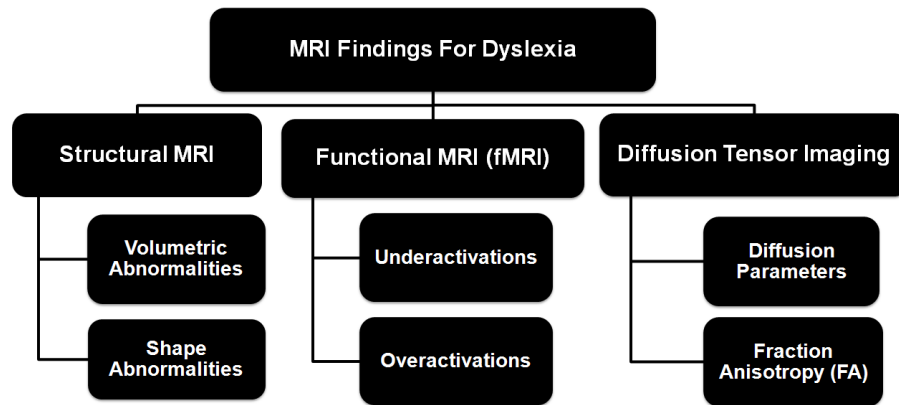 MRI Findings For Dyslexia
Structural MRI
Volumetric
Abnormalities
Shape
Abnormalities
Functional MRI (fMRI)
Underactivations
Overactivations
Diffusion Tensor Imaging
Diffusion
Parameters
Fraction
Anisotropy (FA)